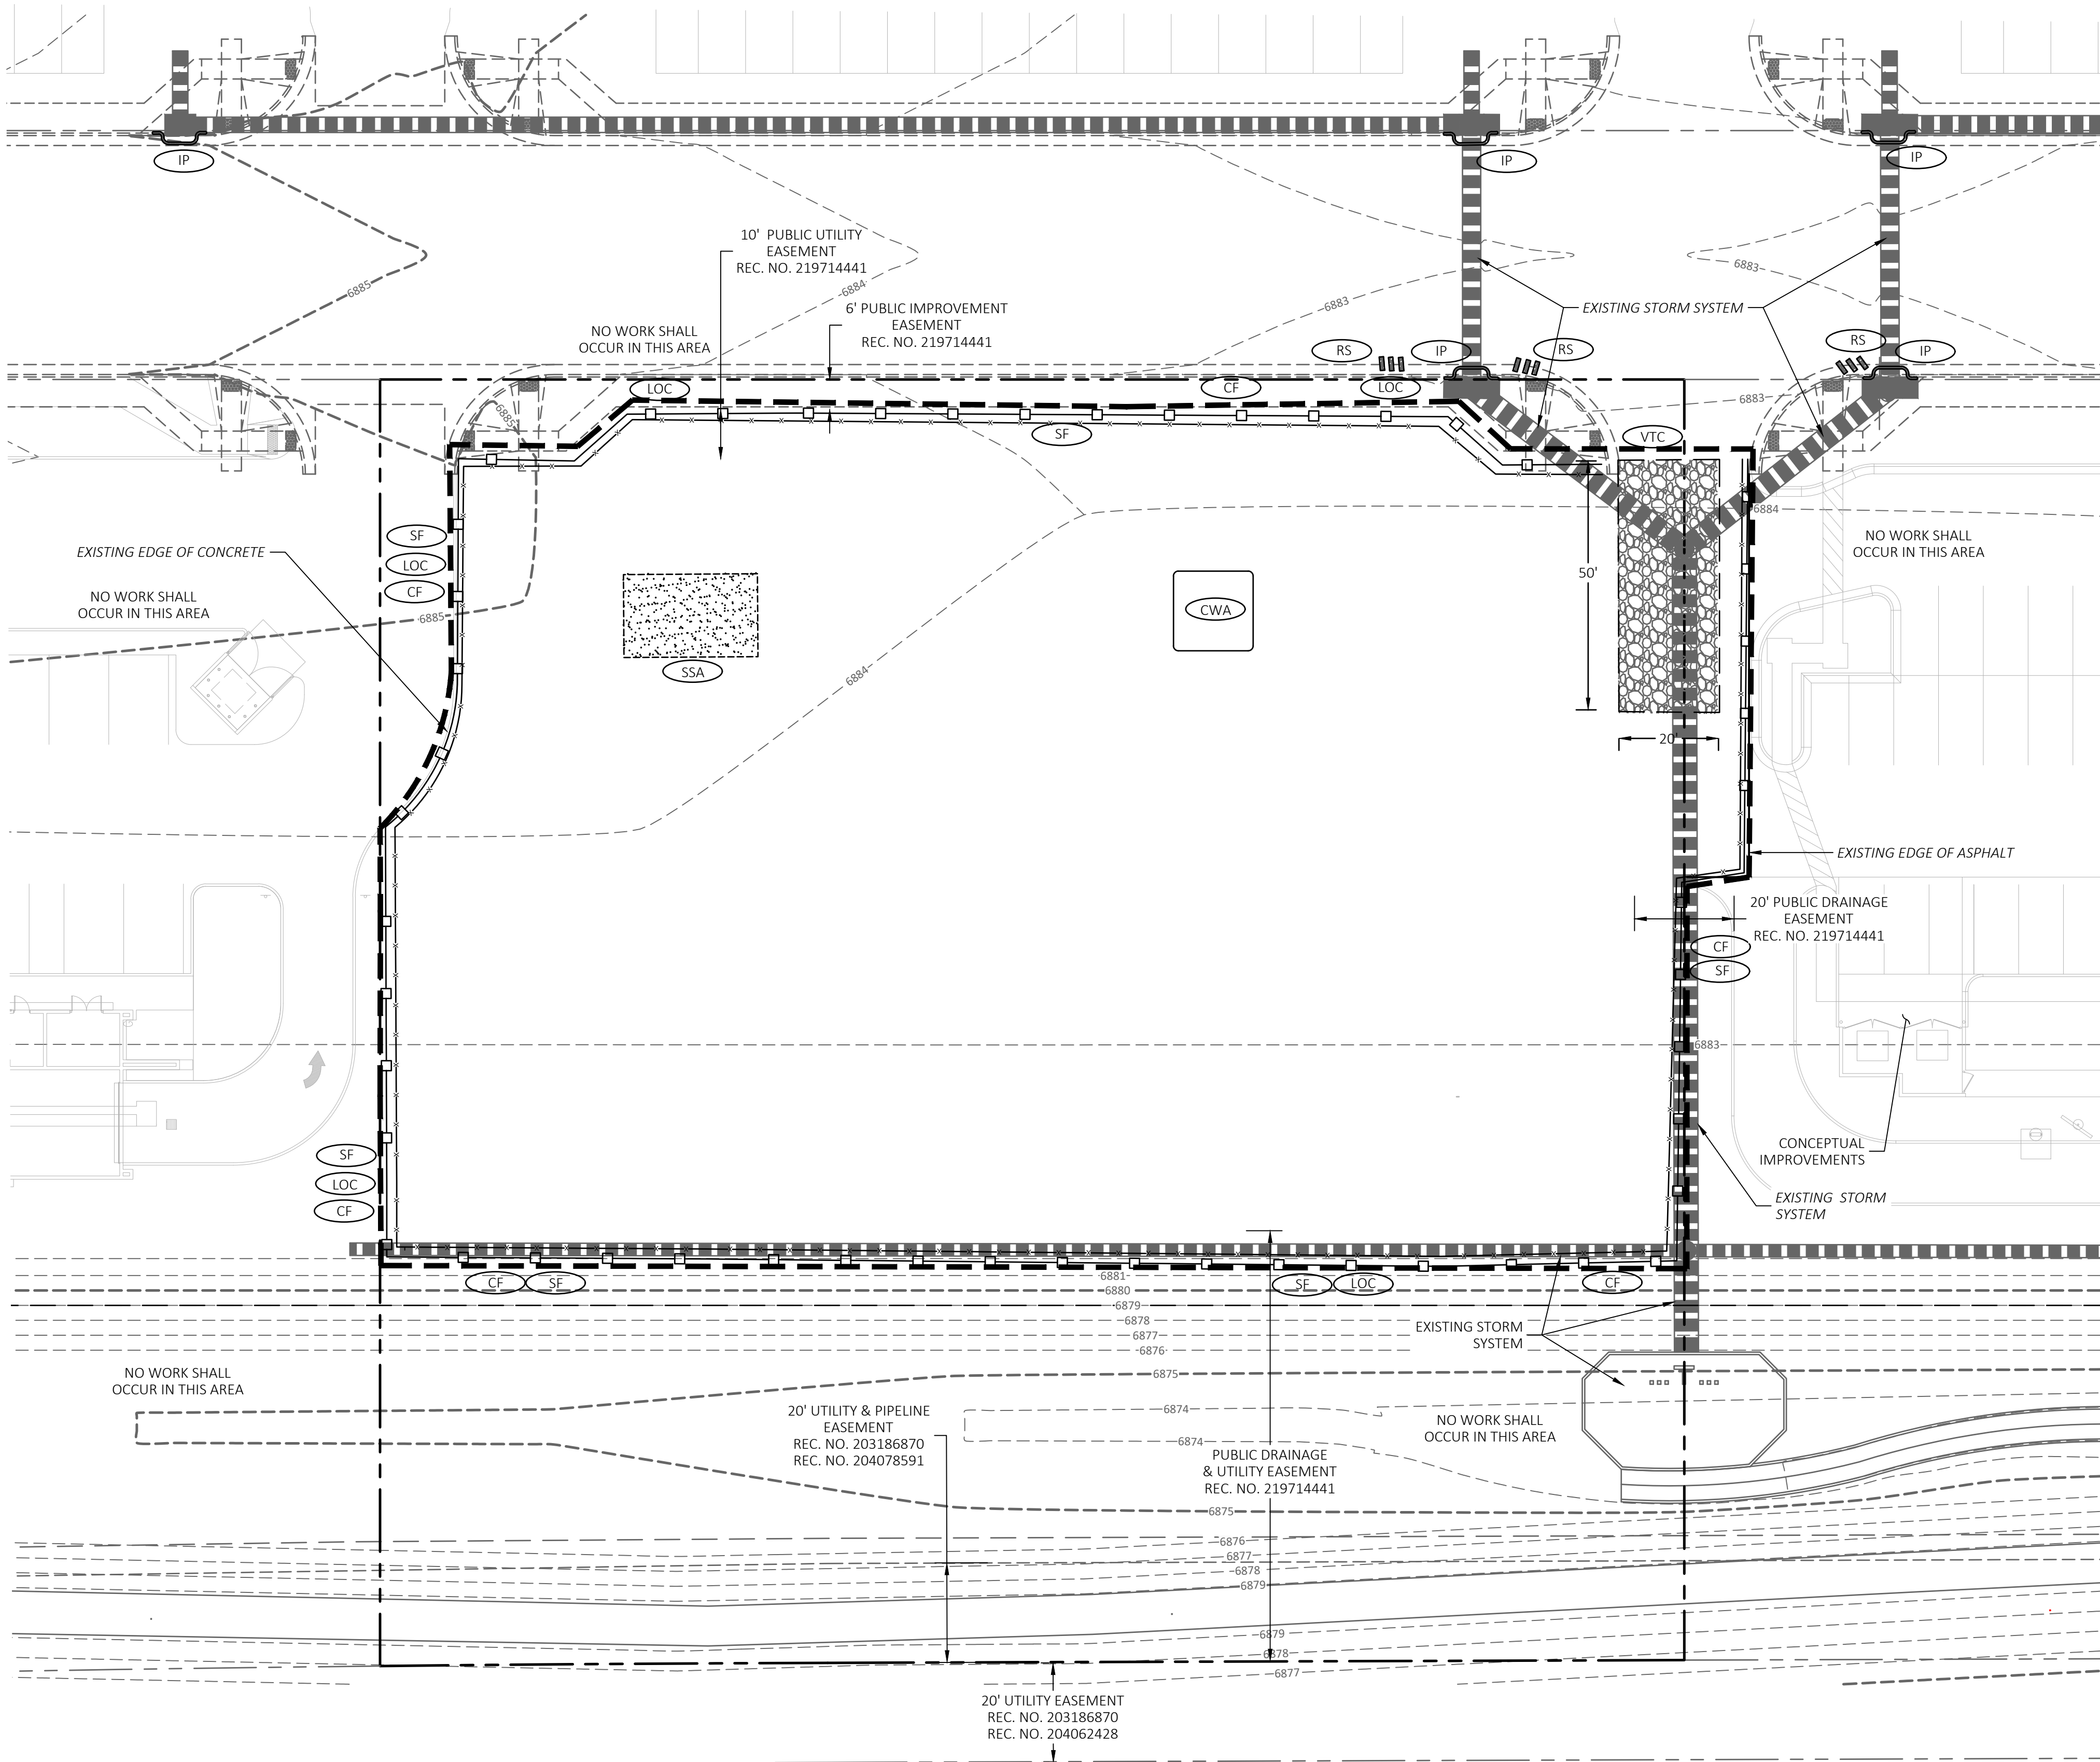 IP
IP
IP
10' PUBLIC UTILITY
EASEMENT
REC. NO. 219714441
6885
6884
6883
6883
6' PUBLIC IMPROVEMENT
EASEMENT
REC. NO. 219714441
EXISTING STORM SYSTEM
NO WORK SHALL
OCCUR IN THIS AREA
RS
IP
RS
RS
IP
LOC
CF
LOC
6883
6885
SF
VTC
6884
SF
LOC
CF
EXISTING EDGE OF CONCRETE
NO WORK SHALL
OCCUR IN THIS AREA
NO WORK SHALL
OCCUR IN THIS AREA
50'
6885
CWA
SSA
6884
20'
EXISTING EDGE OF ASPHALT
20' PUBLIC DRAINAGE
EASEMENT
REC. NO. 219714441
CF
SF
6883
CONCEPTUAL
IMPROVEMENTS
SF
LOC
CF
EXISTING STORM
SYSTEM
CF
SF
SF
LOC
CF
6881
6880
6879
6878
6877
6876
EXISTING STORM
SYSTEM
NO WORK SHALL
OCCUR IN THIS AREA
6875
6874
20' UTILITY & PIPELINE
EASEMENT
REC. NO. 203186870
REC. NO. 204078591
NO WORK SHALL
OCCUR IN THIS AREA
6874
PUBLIC DRAINAGE
& UTILITY EASEMENT
REC. NO. 219714441
6875
6876
6877
6878
6879
6879
6878
6877
20' UTILITY EASEMENT
REC. NO. 203186870
REC. NO. 204062428